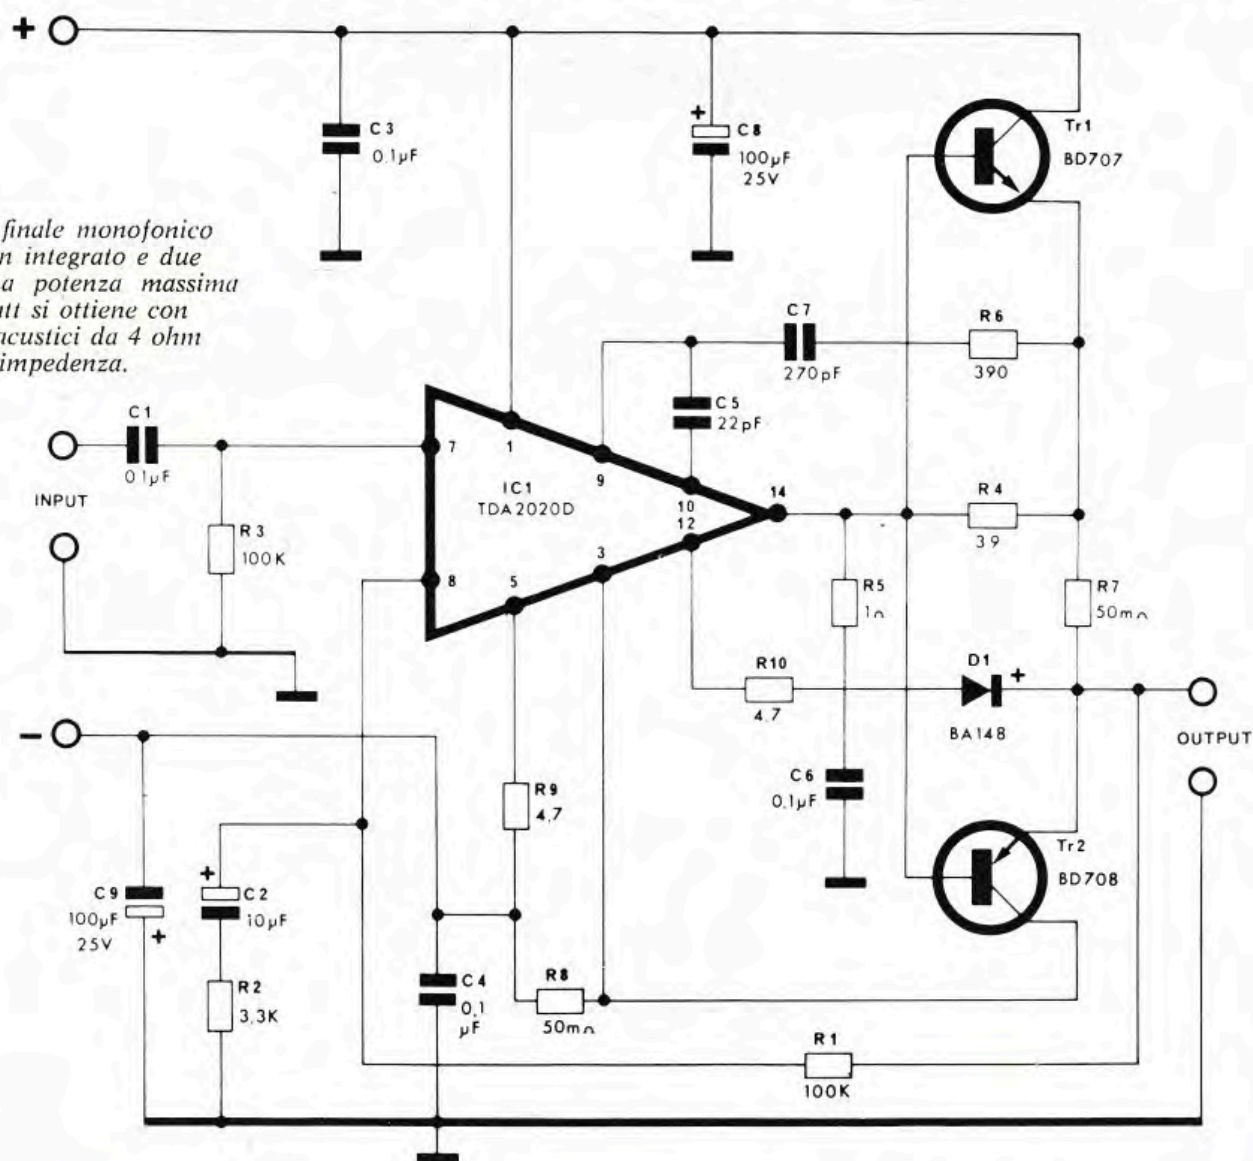 +
C3
0.1µF
+
C8
100µF
25V
Tr1
BD707
finale monofonico
n integrato e due
a potenza massima
tt si ottiene con
acustici da 4 ohm
impedenza.
C7
270pF
R6
390
C5
22pF
C1
0.1µF
INPUT
R3
100K
7
1
9
IC1
TDA2020D
10
12
14
8
5
3
R4
39
R5
1Ω
R7
50mΩ
R10
4.7
D1
+
BA148
OUTPUT
-
R9
4,7
C6
0,1µF
Tr2
BD708
C9
100µF
25V
+
+
C2
10µF
R2
3,3K
C4
0,1
µF
R8
50mΩ
R1
100K